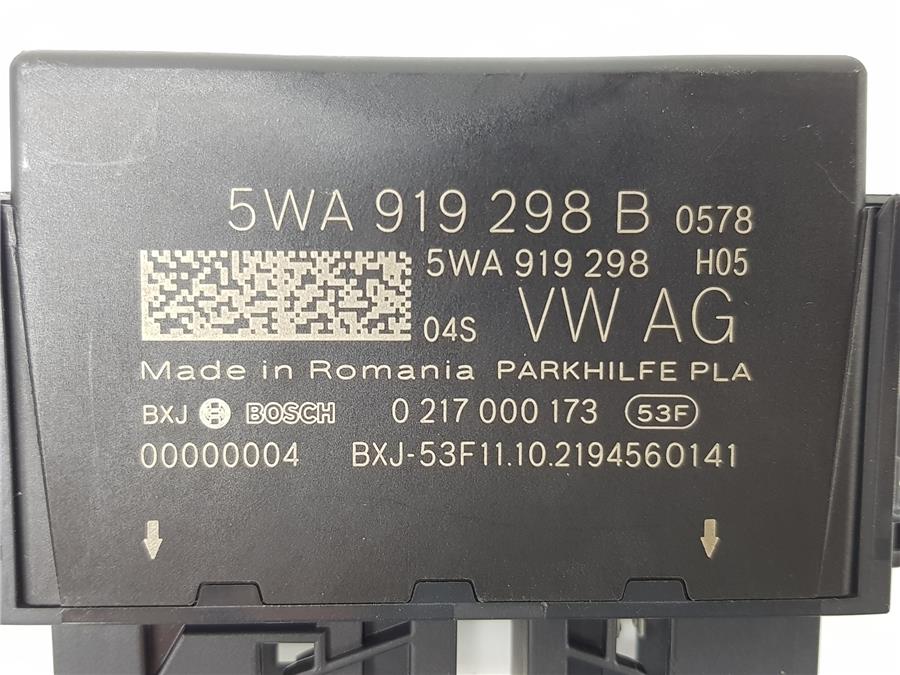 5WA 919 298 B 0578
5WA 919 298 H05
04S VW AG
Made in Romania PARKHILFE PLA
BXJ BOSCH 0 217 000 173 53F
00000004 BXJ-53F11.10.2194560141